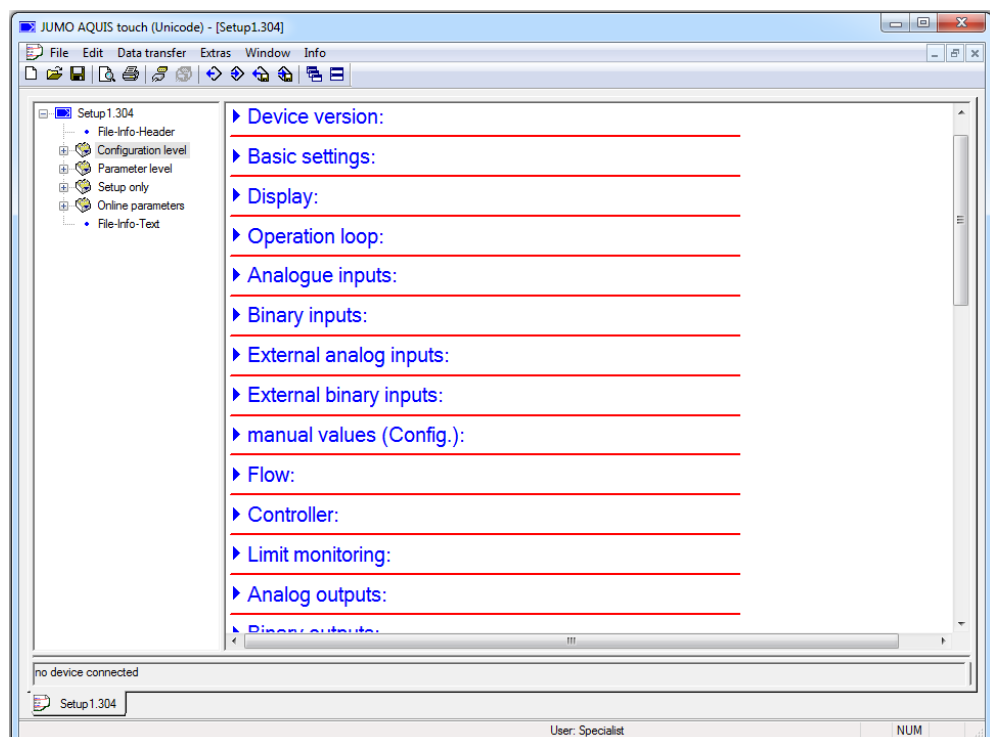 JUMO AQUIS touch (Unicode) - [Setup1.304]
File Edit Data transfer Extras Window Info
Setup1.304
File-Info-Header
Configuration level
Parameter level
Setup only
Online parameters
File-Info-Text
Device version:
Basic settings:
Display:
Operation loop:
Analogue inputs:
Binary inputs:
External analog inputs:
External binary inputs:
manual values (Config.):
Flow:
Controller:
Limit monitoring:
Analog outputs:
Binary outputs:
no device connected
Setup1.304
User: Specialist
NUM